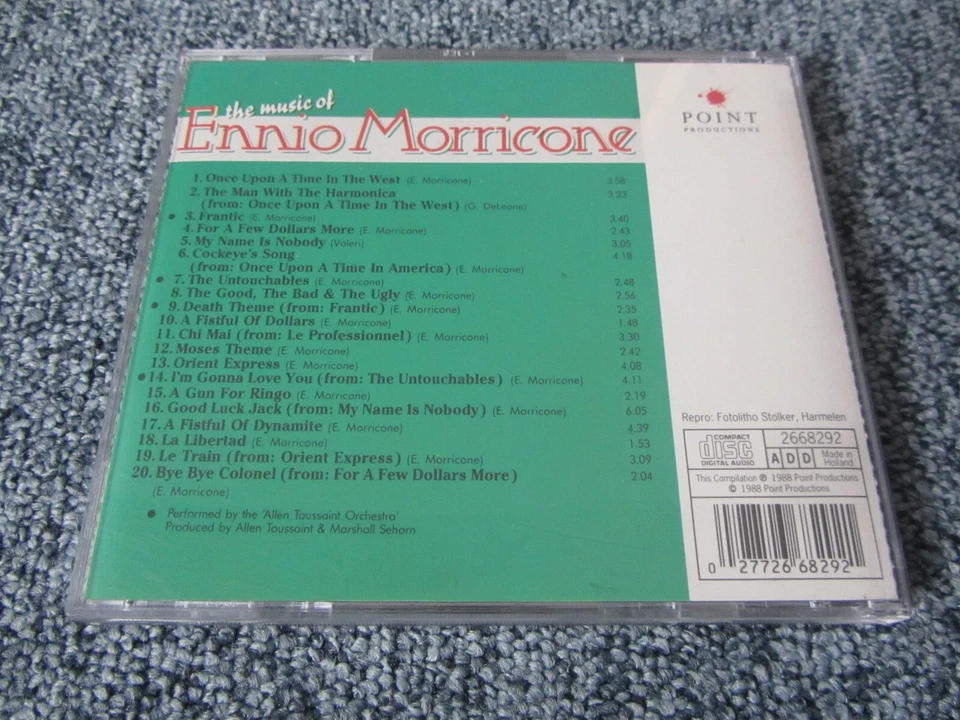 the music of
Ennio Morricone
1. Once Upon A Time In The West (E. Morricone) 3.58
2. The Man With The Harmonica 3.23
(from: Once Upon A Time In The West) (G. DeLeone)
● 3. Frantic (E. Morricone) 3.40
4. For A Few Dollars More (E. Morricone) 2.43
5. My Name Is Nobody (Valeri) 3.05
6. Cockeye's Song 4.18
(from: Once Upon A Time In America) (E. Morricone)
● 7. The Untouchables (E. Morricone) 2.48
8. The Good, The Bad & The Ugly (E. Morricone) 2.56
● 9. Death Theme (from: Frantic) (E. Morricone) 2.35
10. A Fistful Of Dollars (E. Morricone) 1.48
11. Chi Mai (from: Le Professionnel) (E. Morricone) 3.30
12. Moses Theme (E. Morricone) 2.42
13. Orient Express (E. Morricone) 4.08
● 14. I'm Gonna Love You (from: The Untouchables) (E. Morricone) 4.11
15. A Gun For Ringo (E. Morricone) 2.19
16. Good Luck Jack (from: My Name Is Nobody) (E. Morricone) 6.05
17. A Fistful Of Dynamite (E. Morricone) 4.39
18. La Libertad (E. Morricone) 1.53
19. Le Train (from: Orient Express) (E. Morricone) 3.09
20. Bye Bye Colonel (from: For A Few Dollars More) 2.04
(E. Morricone)
● Performed by the 'Allen Toussaint Orchestra'
Produced by Allen Toussaint & Marshall Sehorn
POINT
PRODUCTIONS
Repro: Fotolitho Stolker, Harmelen
COMPACT
disc
DIGITAL AUDIO
2668292
ADD
Made in
Holland
This Compilation ℗ 1988 Point Productions
© 1988 Point Productions
0 27726 68292